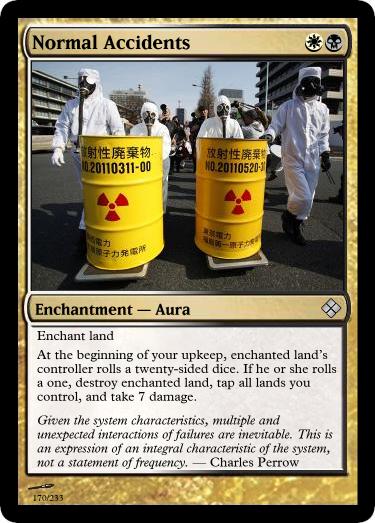 Normal Accidents
放射性廃棄物
NO.20110311-00
放射性廃棄物
NO.20110520-
Enchantment — Aura
Enchant land
At the beginning of your upkeep, enchanted land's
controller rolls a twenty-sided dice. If he or she rolls
a one, destroy enchanted land, tap all lands you
control, and take 7 damage.
Given the system characteristics, multiple and
unexpected interactions of failures are inevitable. This is
an expression of an integral characteristic of the system,
not a statement of frequency. — Charles Perrow
170/233